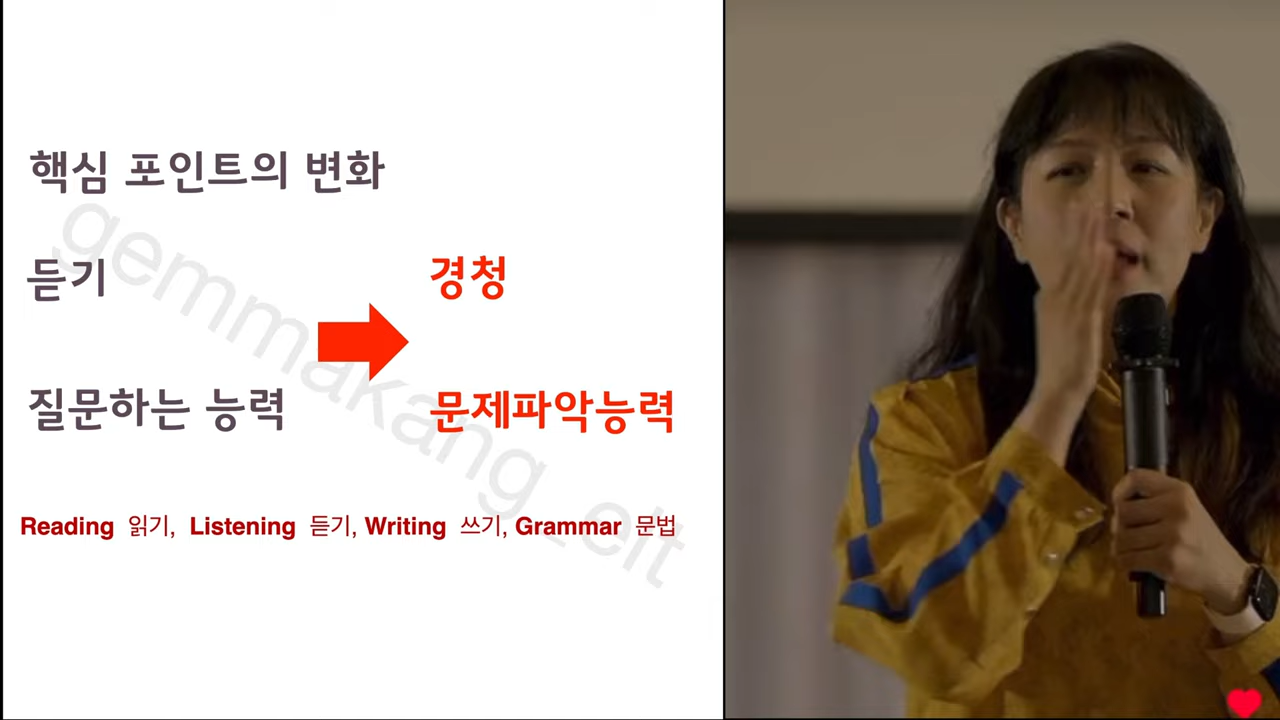 핵심 포인트의 변화
듣기
경청
질문하는 능력
문제파악능력
Reading 읽기, Listening 듣기, Writing 쓰기, Grammar 문법
gemmakang_elt